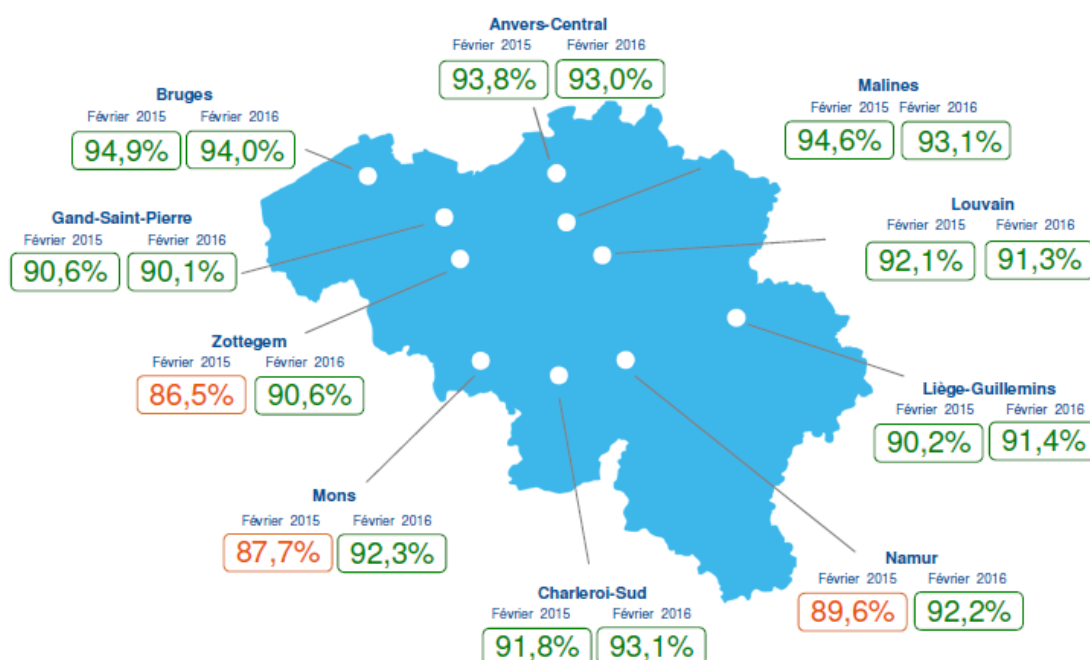 Anvers-Central
Février 2015 Février 2016
93,8% 93,0%
Bruges
Février 2015 Février 2016
94,9% 94,0%
Malines
Février 2015 Février 2016
94,6% 93,1%
Gand-Saint-Pierre
Février 2015 Février 2016
90,6% 90,1%
Louvain
Février 2015 Février 2016
92,1% 91,3%
Zottegem
Février 2015 Février 2016
86,5% 90,6%
Liège-Guillemins
Février 2015 Février 2016
90,2% 91,4%
Mons
Février 2015 Février 2016
87,7% 92,3%
Namur
Février 2015 Février 2016
89,6% 92,2%
Charleroi-Sud
Février 2015 Février 2016
91,8% 93,1%